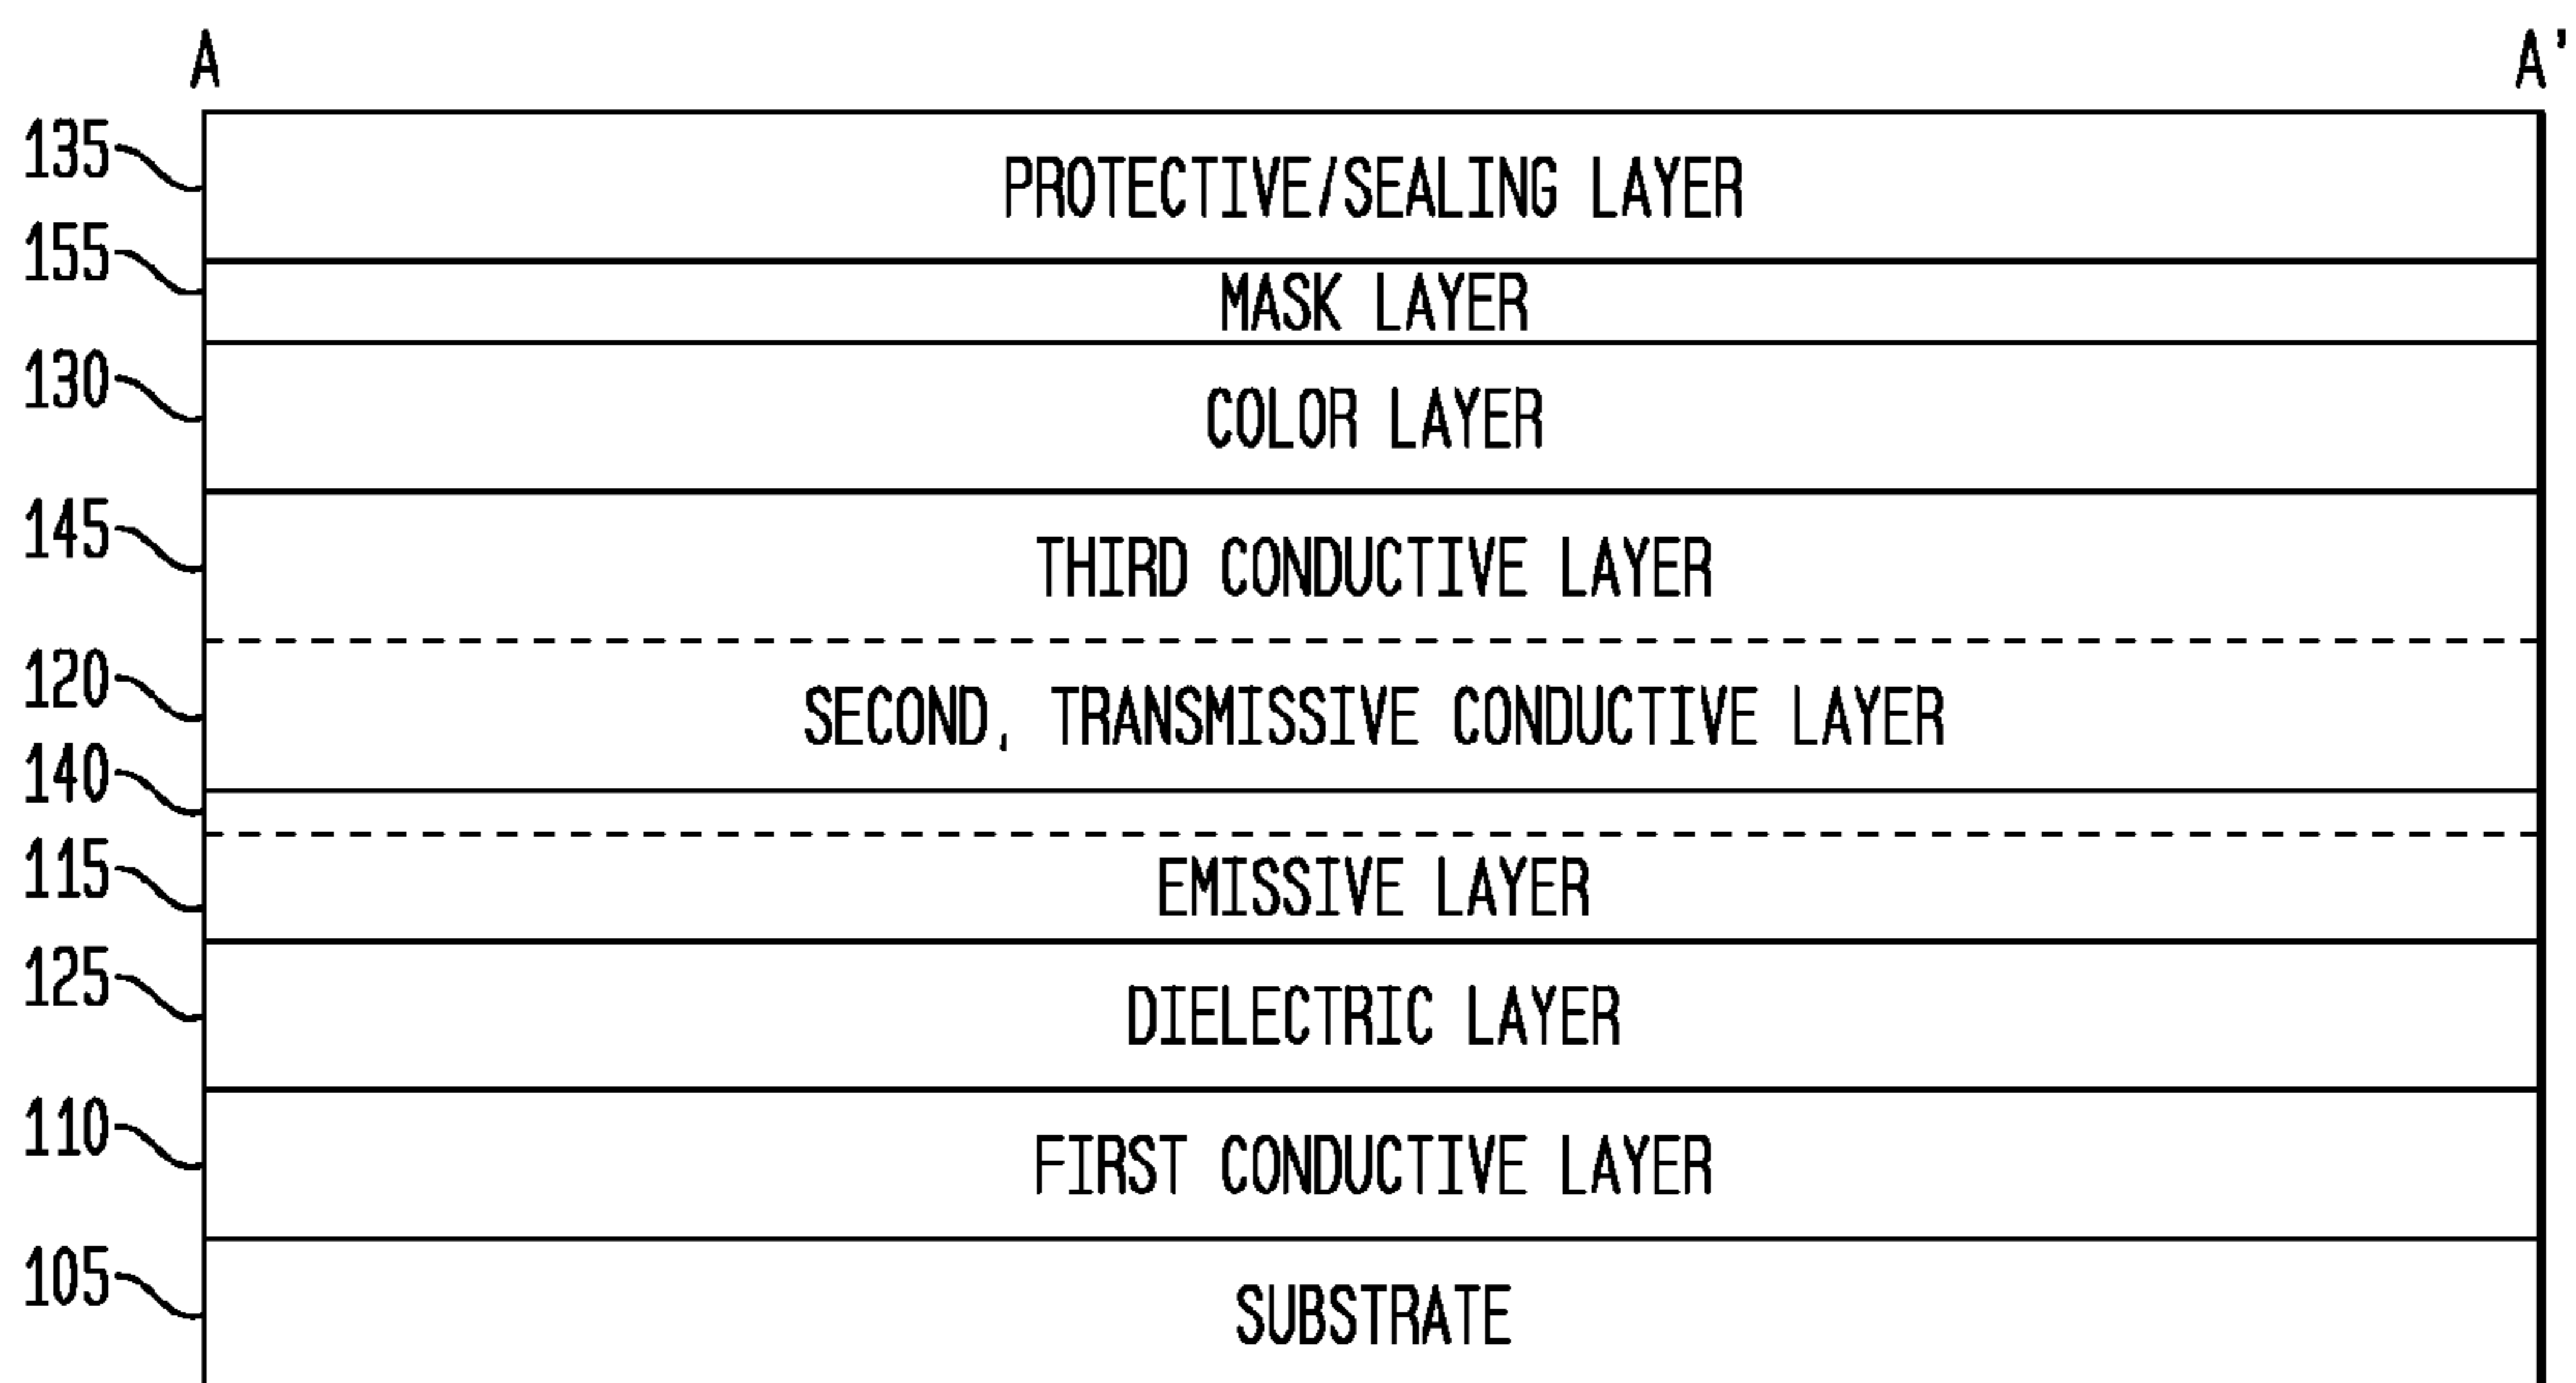 A A'
135 PROTECTIVE/SEALING LAYER
155 MASK LAYER
130 COLOR LAYER
145 THIRD CONDUCTIVE LAYER
120 SECOND, TRANSMISSIVE CONDUCTIVE LAYER
140
115 EMISSIVE LAYER
125 DIELECTRIC LAYER
110 FIRST CONDUCTIVE LAYER
105 SUBSTRATE